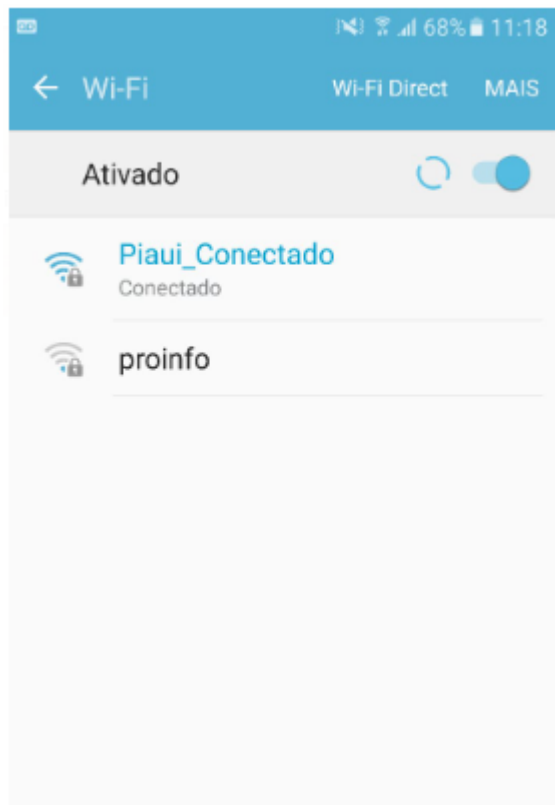 68% 11:18
Wi-Fi Wi-Fi Direct MAIS
Ativado
Piaui_Conectado
Conectado
proinfo